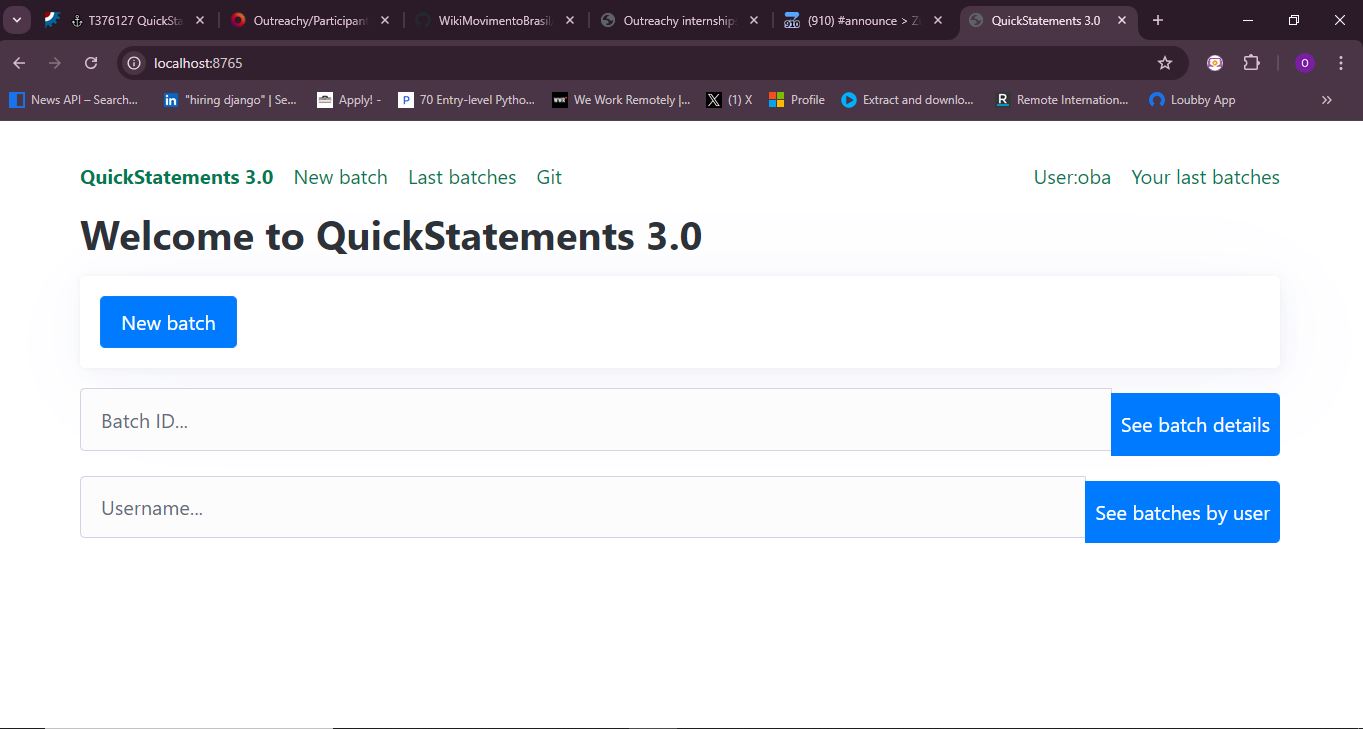 T376127 QuickSta
Outreachy/Participant
WikiMovimentoBrasil/
Outreachy internship
(910) #announce > Zu
QuickStatements 3.0
localhost:8765
O
News API – Search...
"hiring django" | Se...
Apply! -
70 Entry-level Pytho...
We Work Remotely |...
(1) X
Profile
Extract and downlo...
Remote Internation...
Loubby App
QuickStatements 3.0 New batch Last batches Git User:oba Your last batches
Welcome to QuickStatements 3.0
New batch
Batch ID...
See batch details
Username...
See batches by user